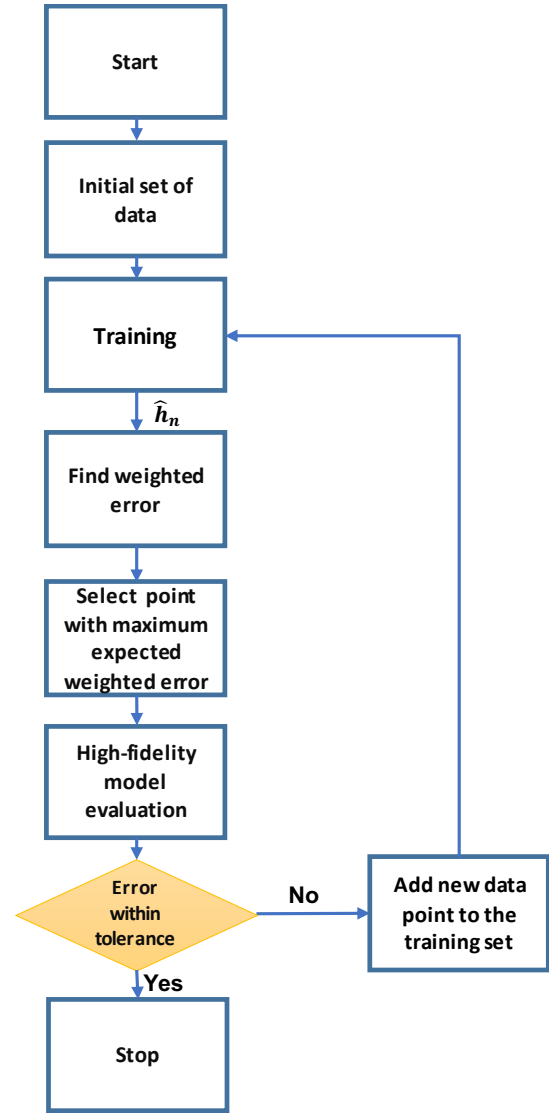 Start
Initial set of
data
Training
ĥₙ
Find weighted
error
Select point
with maximum
expected
weighted error
High-fidelity
model
evaluation
Error
within
tolerance
No
Add new data
point to the
training set
Yes
Stop